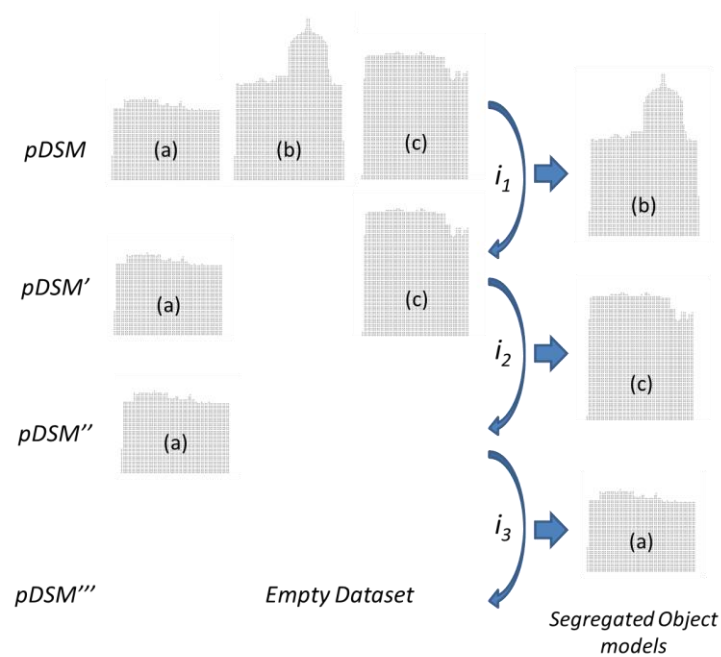 pDSM
(a)
(b)
(c)
i1
(b)
pDSM'
(a)
(c)
i2
(c)
pDSM''
(a)
i3
(a)
pDSM'''
Empty Dataset
Segregated Object
models